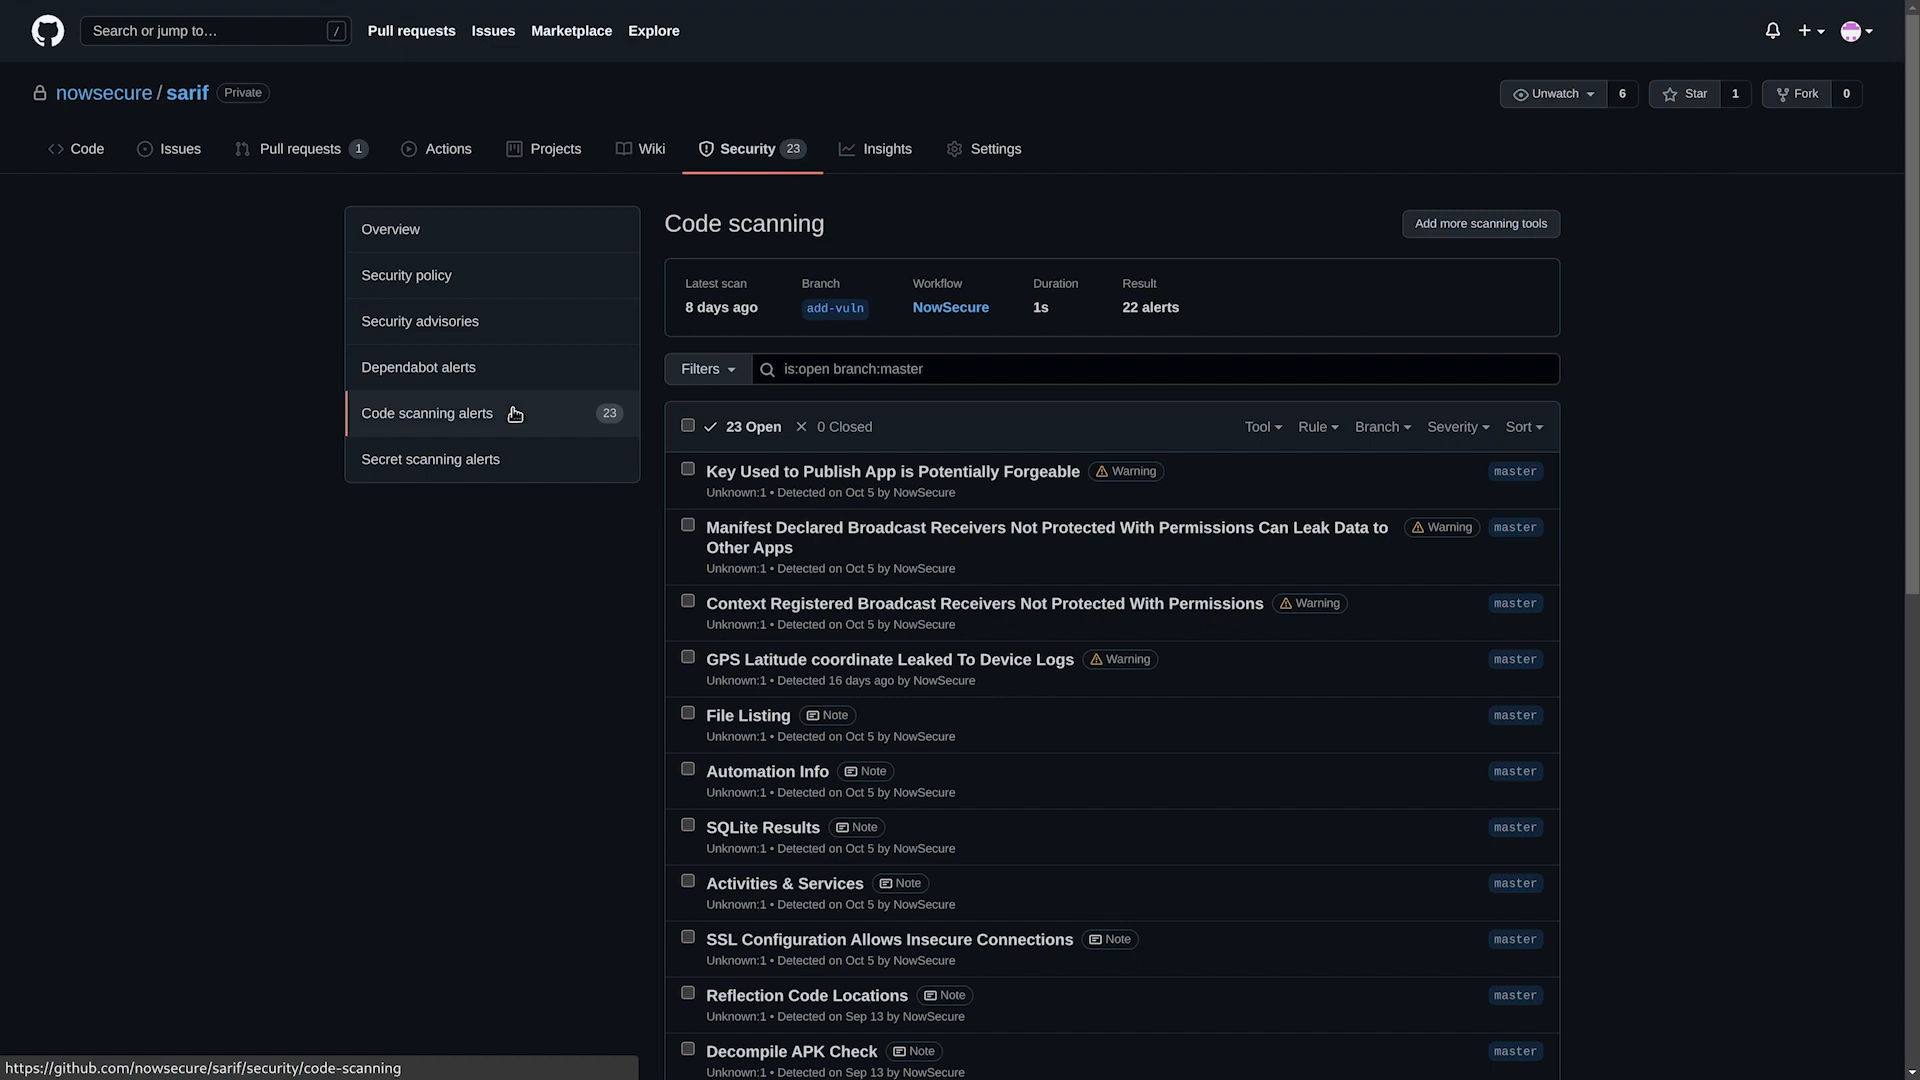 Search or jump to… /
Pull requests Issues Marketplace Explore
nowsecure / sarif Private
Unwatch 6 Star 1 Fork 0
Code Issues Pull requests 1 Actions Projects Wiki Security 23 Insights Settings
Overview
Security policy
Security advisories
Dependabot alerts
Code scanning alerts 23
Secret scanning alerts
Code scanning
Add more scanning tools
Latest scan Branch Workflow Duration Result
8 days ago add-vuln NowSecure 1s 22 alerts
Filters is:open branch:master
23 Open 0 Closed Tool Rule Branch Severity Sort
Key Used to Publish App is Potentially Forgeable Warning master
Unknown:1 • Detected on Oct 5 by NowSecure
Manifest Declared Broadcast Receivers Not Protected With Permissions Can Leak Data to Warning master
Other Apps
Unknown:1 • Detected on Oct 5 by NowSecure
Context Registered Broadcast Receivers Not Protected With Permissions Warning master
Unknown:1 • Detected on Oct 5 by NowSecure
GPS Latitude coordinate Leaked To Device Logs Warning master
Unknown:1 • Detected 16 days ago by NowSecure
File Listing Note master
Unknown:1 • Detected on Oct 5 by NowSecure
Automation Info Note master
Unknown:1 • Detected on Oct 5 by NowSecure
SQLite Results Note master
Unknown:1 • Detected on Oct 5 by NowSecure
Activities & Services Note master
Unknown:1 • Detected on Oct 5 by NowSecure
SSL Configuration Allows Insecure Connections Note master
Unknown:1 • Detected on Oct 5 by NowSecure
Reflection Code Locations Note master
Unknown:1 • Detected on Sep 13 by NowSecure
Decompile APK Check Note master
Unknown:1 • Detected on Sep 13 by NowSecure
https://github.com/nowsecure/sarif/security/code-scanning